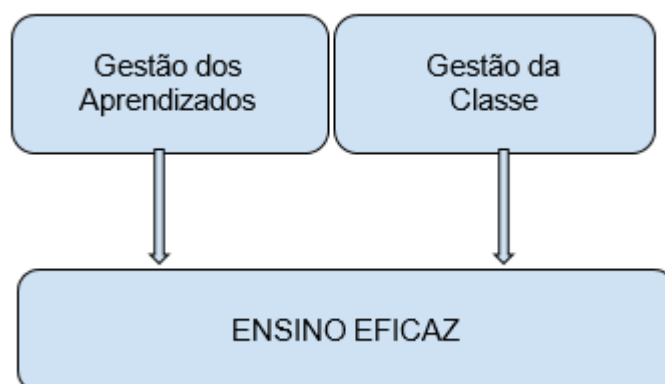 Gestão dos
Aprendizados
Gestão da
Classe
ENSINO EFICAZ